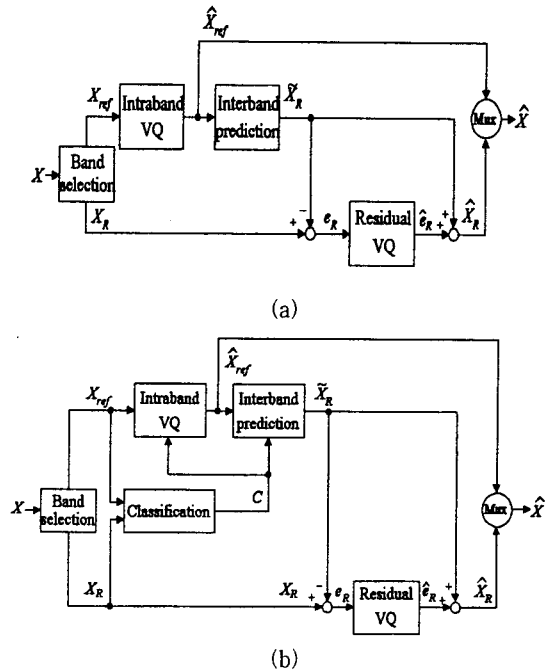 X̂ref
Xref
Intraband
VQ
Interband
prediction
X̃R
Mux
X̂
X
Band
selection
XR
−
+
eR
Residual
VQ
êR
+
+
X̂R
(a)
X̂ref
Xref
Intraband
VQ
Interband
prediction
X̃R
C
Classification
X
Band
selection
Mux
X̂
XR
XR
−
+
eR
Residual
VQ
êR
+
+
X̂R
(b)